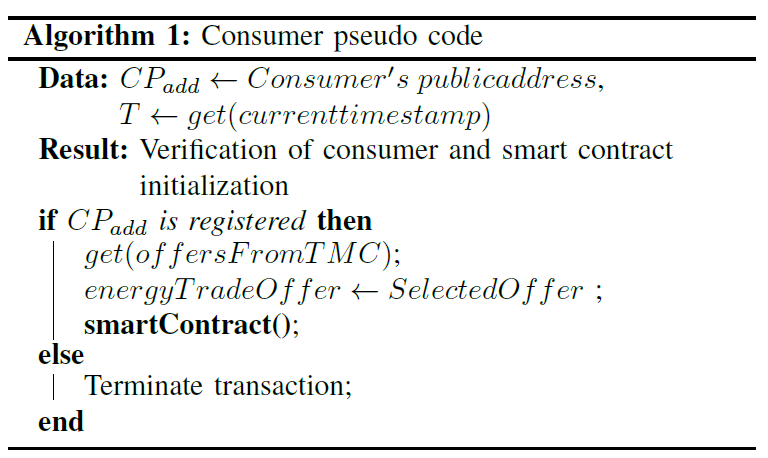 Algorithm 1: Consumer pseudo code
Data: CP_add ← Consumer's publicaddress,
T ← get(currenttimestamp)
Result: Verification of consumer and smart contract
initialization
if CP_add is registered then
get(offersFromTMC);
energyTradeOffer ← SelectedOffer ;
smartContract();
else
Terminate transaction;
end